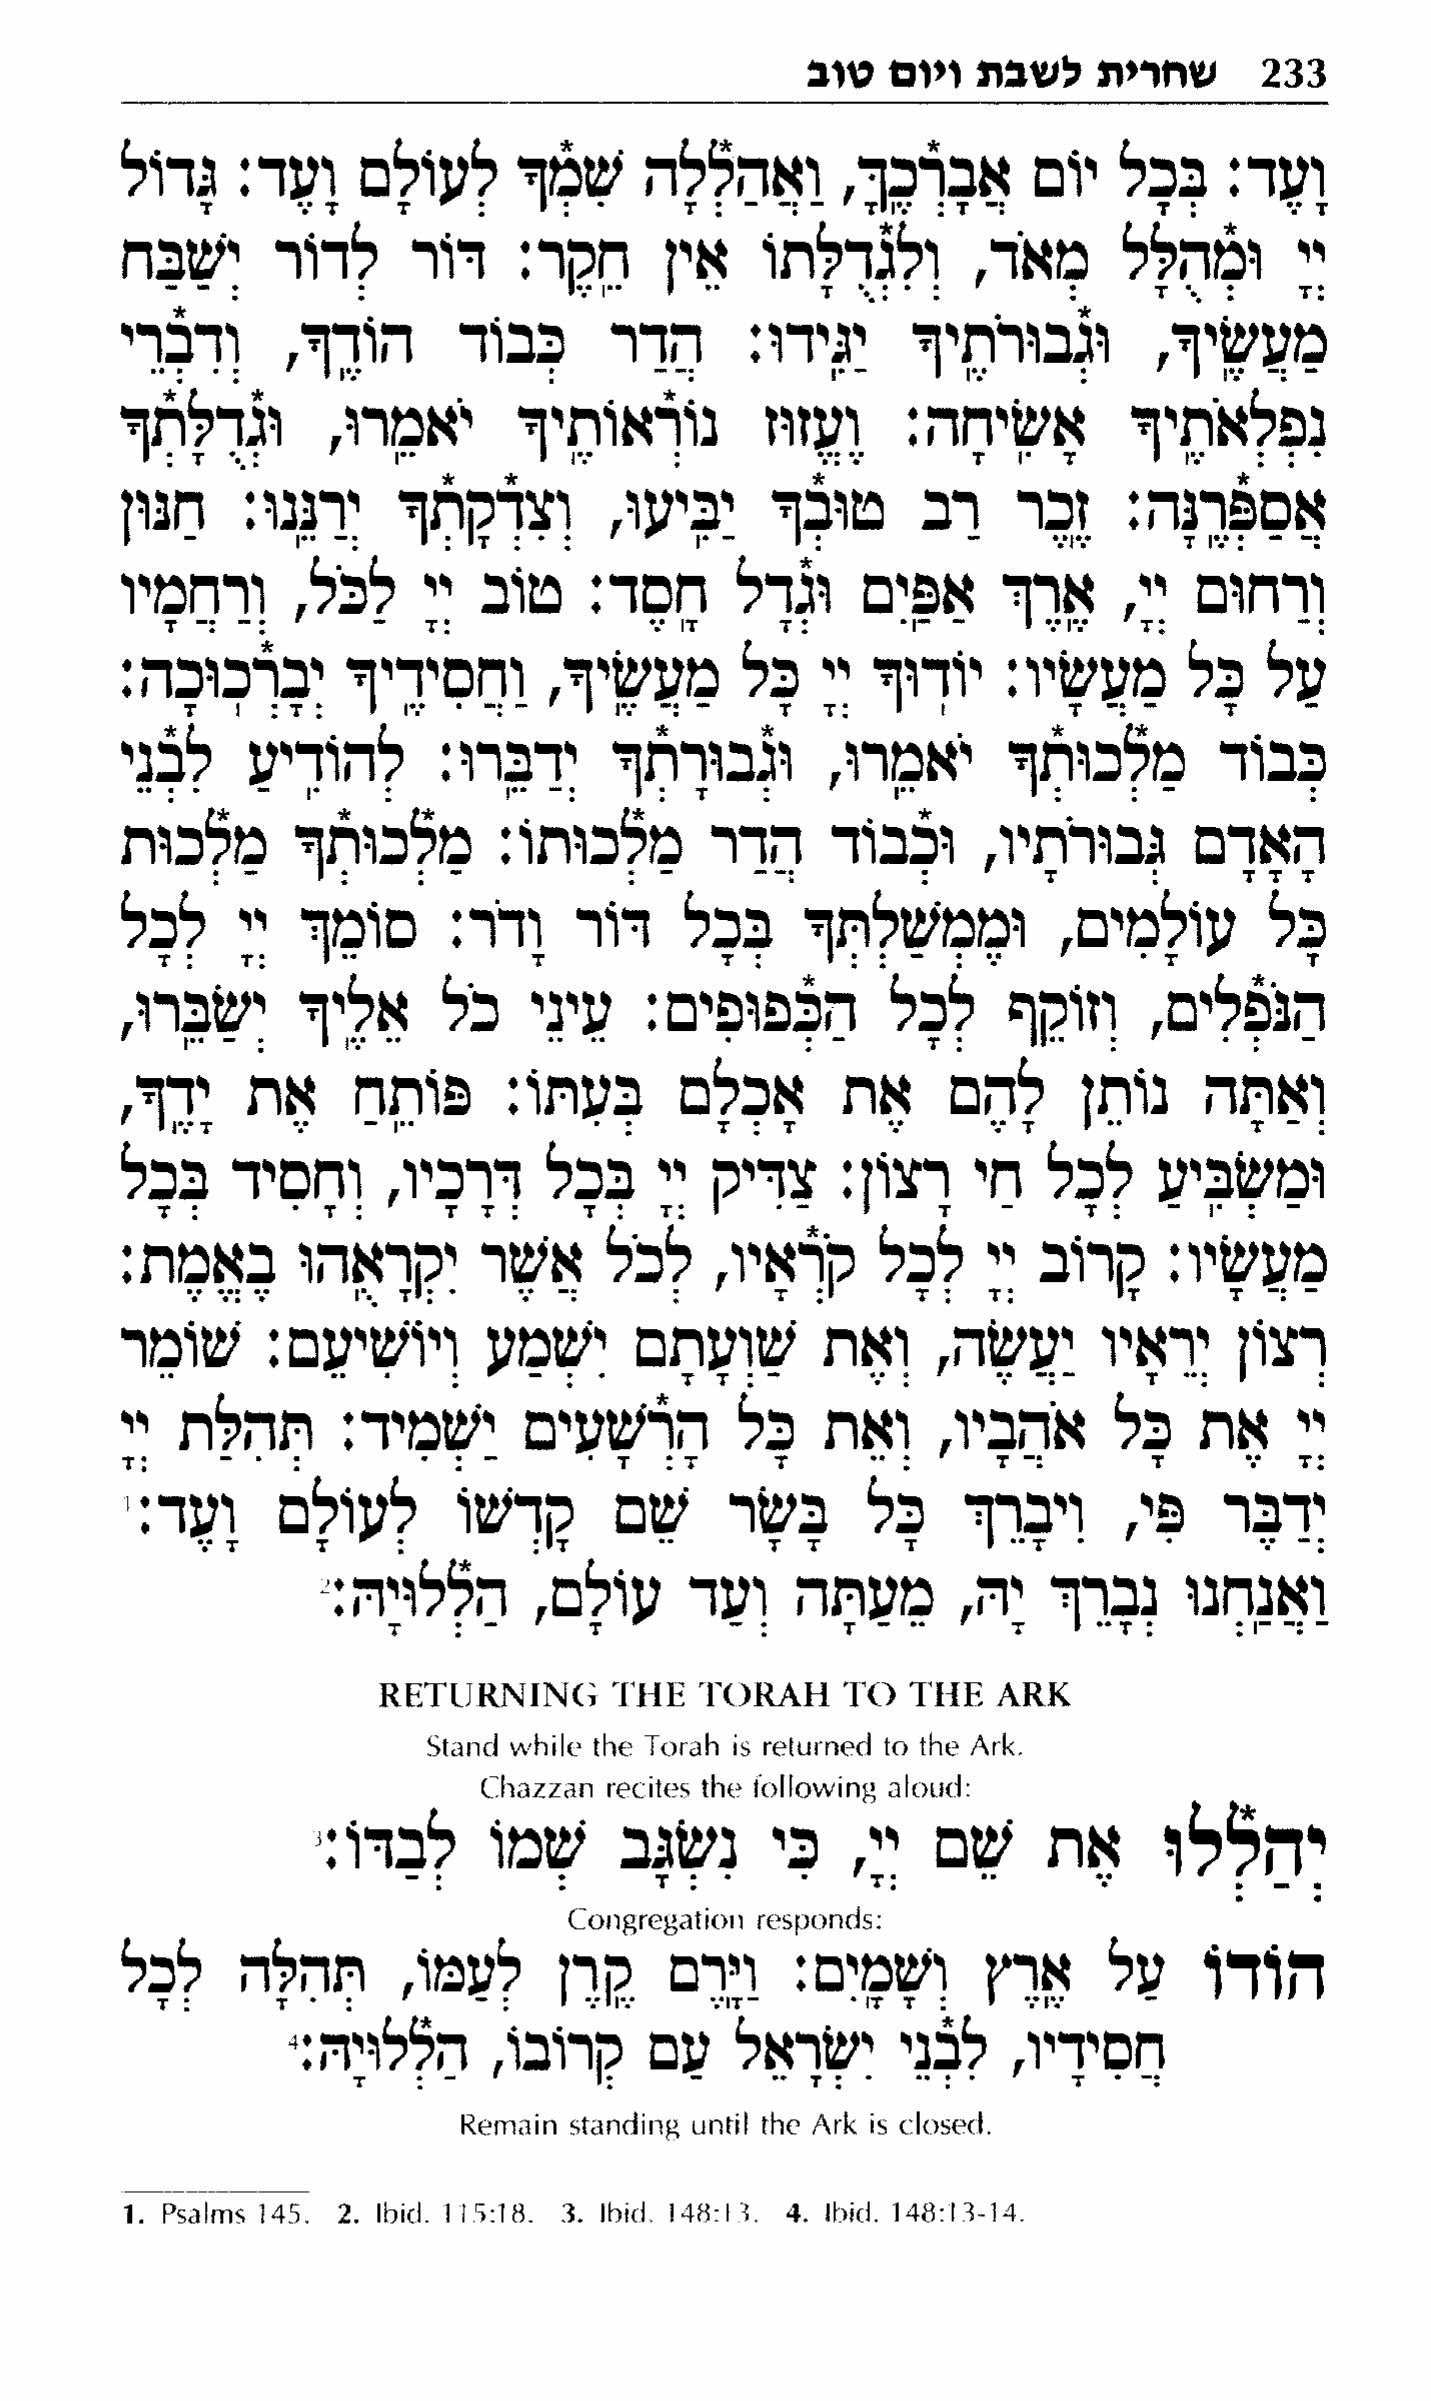 233 שחרית לשבת ויום טוב
וָעֶד: בְּכָל יוֹם אֲבָרְ֯כֶֽךָּ, וַאֲהַלְ֯לָה שִׁמְ֯ךָ לְעוֹלָם וָעֶד: גָּדוֹל
יְיָ וּמְ֯הֻלָּל מְאֹד, וְלִגְ֯דֻלָּתוֹ אֵין חֵקֶר: דּוֹר לְדוֹר יְשַׁבַּח
מַעֲשֶֽׂיךָ, וּגְ֯בוּרֹתֶֽיךָ יַגִּֽידוּ: הֲדַר כְּבוֹד הוֹדֶֽךָ, וְדִבְ֯רֵי
נִפְלְאֹתֶֽיךָ אָשִֽׂיחָה: וֶעֱזוּז נוֹרְ֯אוֹתֶֽיךָ יֹאמֵֽרוּ, וּגְ֯דֻלָּתְ֯ךָ
אֲסַפְּ֯רֶֽנָּה: זֵֽכֶר רַב טוּבְ֯ךָ יַבִּֽיעוּ, וְצִדְ֯קָתְ֯ךָ יְרַנֵּֽנוּ: חַנּוּן
וְרַחוּם יְיָ, אֶֽרֶךְ אַפַּֽיִם וּגְ֯דָל חָֽסֶד: טוֹב יְיָ לַכֹּל, וְרַחֲמָיו
עַל כָּל מַעֲשָׂיו: יוֹדֽוּךָ יְיָ כָּל מַעֲשֶֽׂיךָ, וַחֲסִידֶֽיךָ יְבָרְ֯כֽוּכָה:
כְּבוֹד מַלְ֯כוּתְ֯ךָ יֹאמֵֽרוּ, וּגְ֯בוּרָתְ֯ךָ יְדַבֵּֽרוּ: לְהוֹדִֽיעַ לִבְ֯נֵי
הָאָדָם גְּבוּרֹתָיו, וּכְ֯בוֹד הֲדַר מַלְ֯כוּתוֹ: מַלְ֯כוּתְ֯ךָ מַלְ֯כוּת
כָּל עוֹלָמִים, וּמֶמְשַׁלְתְּךָ בְּכָל דּוֹר וָדֹר: סוֹמֵךְ יְיָ לְכָל
הַנֹּפְ֯לִים, וְזוֹקֵף לְכָל הַכְּ֯פוּפִים: עֵינֵי כֹל אֵלֶֽיךָ יְשַׂבֵּֽרוּ,
וְאַתָּה נוֹתֵן לָהֶם אֶת אָכְלָם בְּעִתּוֹ: פּוֹתֵֽחַ אֶת יָדֶֽךָ,
וּמַשְׂבִּֽיעַ לְכָל חַי רָצוֹן: צַדִּיק יְיָ בְּכָל דְּרָכָיו, וְחָסִיד בְּכָל
מַעֲשָׂיו: קָרוֹב יְיָ לְכָל קֹרְ֯אָיו, לְכֹל אֲשֶׁר יִקְרָאֻֽהוּ בֶאֱמֶת:
רְצוֹן יְרֵאָיו יַעֲשֶׂה, וְאֶת שַׁוְעָתָם יִשְׁמַע וְיוֹשִׁיעֵם: שׁוֹמֵר
יְיָ אֶת כָּל אֹהֲבָיו, וְאֵת כָּל הָרְ֯שָׁעִים יַשְׁמִיד: תְּהִלַּת יְיָ
יְדַבֶּר פִּי, וִיבָרֵךְ כָּל בָּשָׂר שֵׁם קָדְשׁוֹ לְעוֹלָם וָעֶד:1
וַאֲנַֽחְנוּ נְבָרֵךְ יָהּ, מֵעַתָּה וְעַד עוֹלָם, הַלְ֯לוּיָהּ:2
RETURNING THE TORAH TO THE ARK
Stand while the Torah is returned to the Ark.
Chazzan recites the following aloud:
יְהַלְ֯לוּ אֶת שֵׁם יְיָ, כִּי נִשְׂגָּב שְׁמוֹ לְבַדּוֹ:3
Congregation responds:
הוֹדוֹ עַל אֶֽרֶץ וְשָׁמָֽיִם: וַיָּֽרֶם קֶֽרֶן לְעַמּוֹ, תְּהִלָּה לְכָל
חֲסִידָיו, לִבְ֯נֵי יִשְׂרָאֵל עַם קְרוֹבוֹ, הַלְ֯לוּיָהּ:4
Remain standing until the Ark is closed.
1. Psalms 145. 2. Ibid. 115:18. 3. Ibid. 148:13. 4. Ibid. 148:13-14.